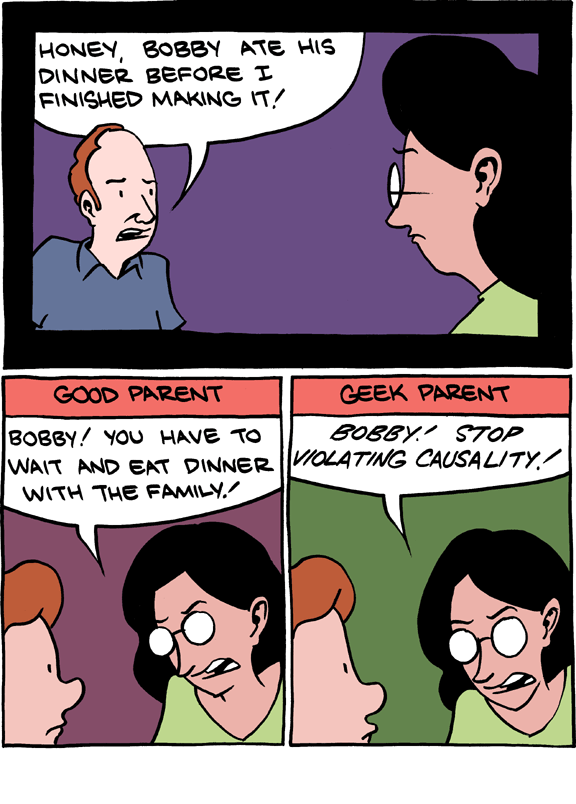 HONEY, BOBBY ATE HIS
DINNER BEFORE I
FINISHED MAKING IT!
GOOD PARENT
BOBBY! YOU HAVE TO
WAIT AND EAT DINNER
WITH THE FAMILY!
GEEK PARENT
BOBBY! STOP
VIOLATING CAUSALITY!